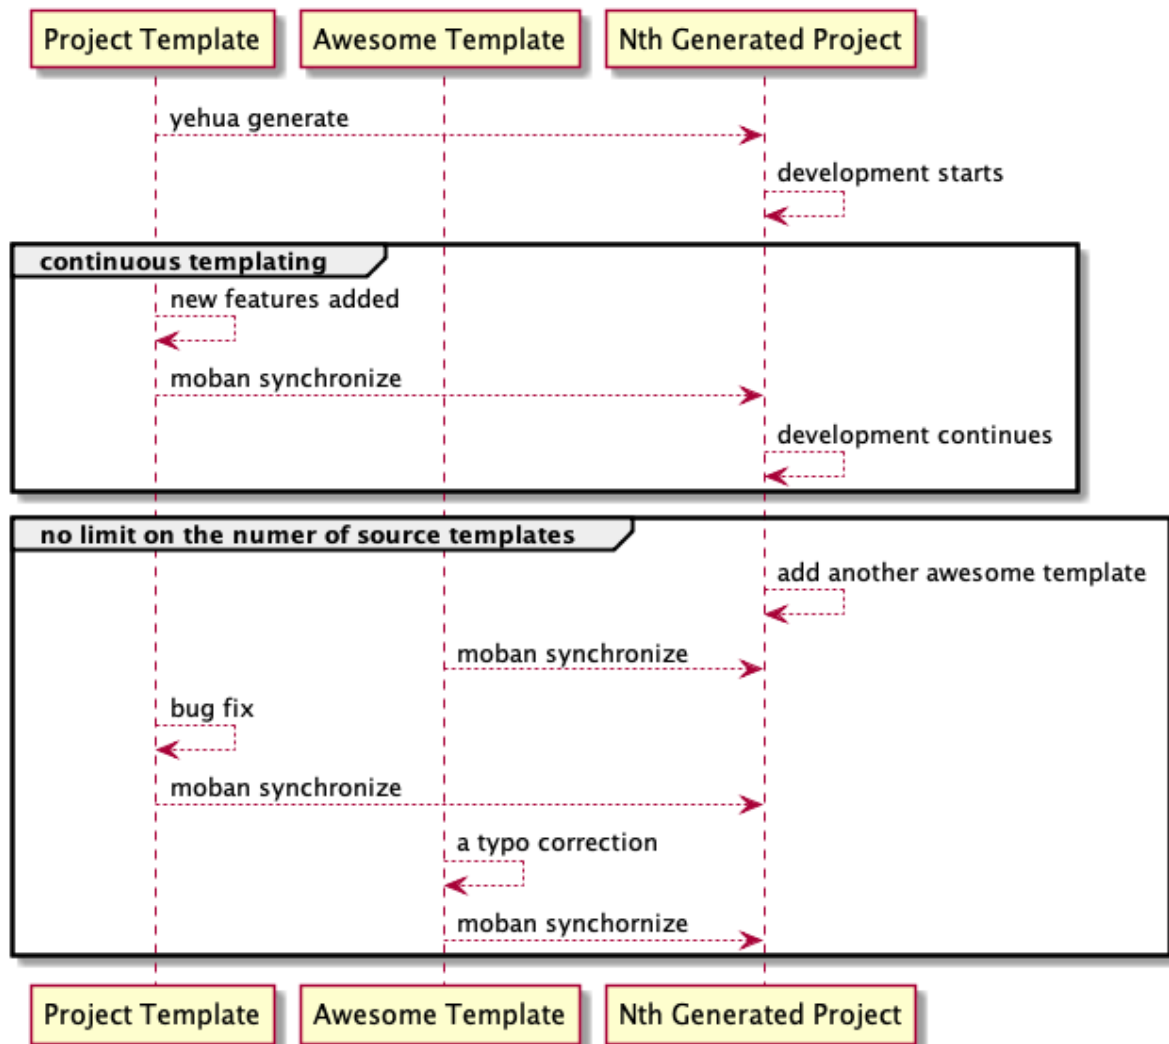 Project Template
Awesome Template
Nth Generated Project
yehua generate
development starts
continuous templating
new features added
moban synchronize
development continues
no limit on the numer of source templates
add another awesome template
moban synchronize
bug fix
moban synchronize
a typo correction
moban synchornize
Project Template
Awesome Template
Nth Generated Project